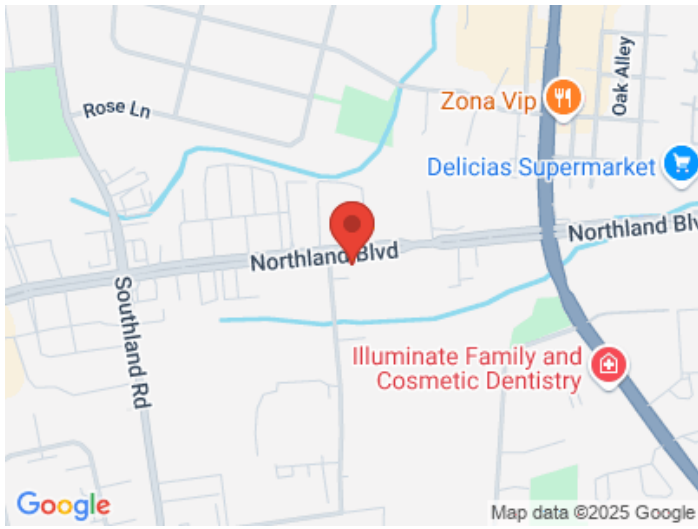 Rose Ln
Zona Vip
Oak Alley
Delicias Supermarket
Northland Blvd
Northland Blv
Southland Rd
Illuminate Family and
Cosmetic Dentistry
Google
Map data ©2025 Google